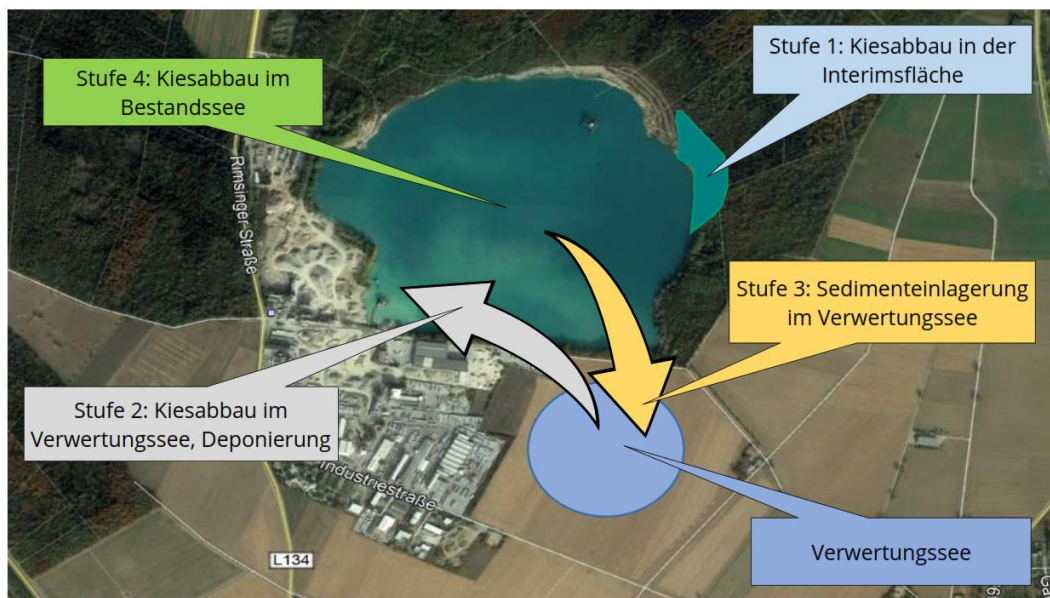 Stufe 1: Kiesabbau in der
Interimsfläche
Stufe 4: Kiesabbau im
Bestandssee
Rimsinger Straße
Stufe 3: Sedimenteinlagerung
im Verwertungssee
Stufe 2: Kiesabbau im
Verwertungssee, Deponierung
Industriestraße
Verwertungssee
L134